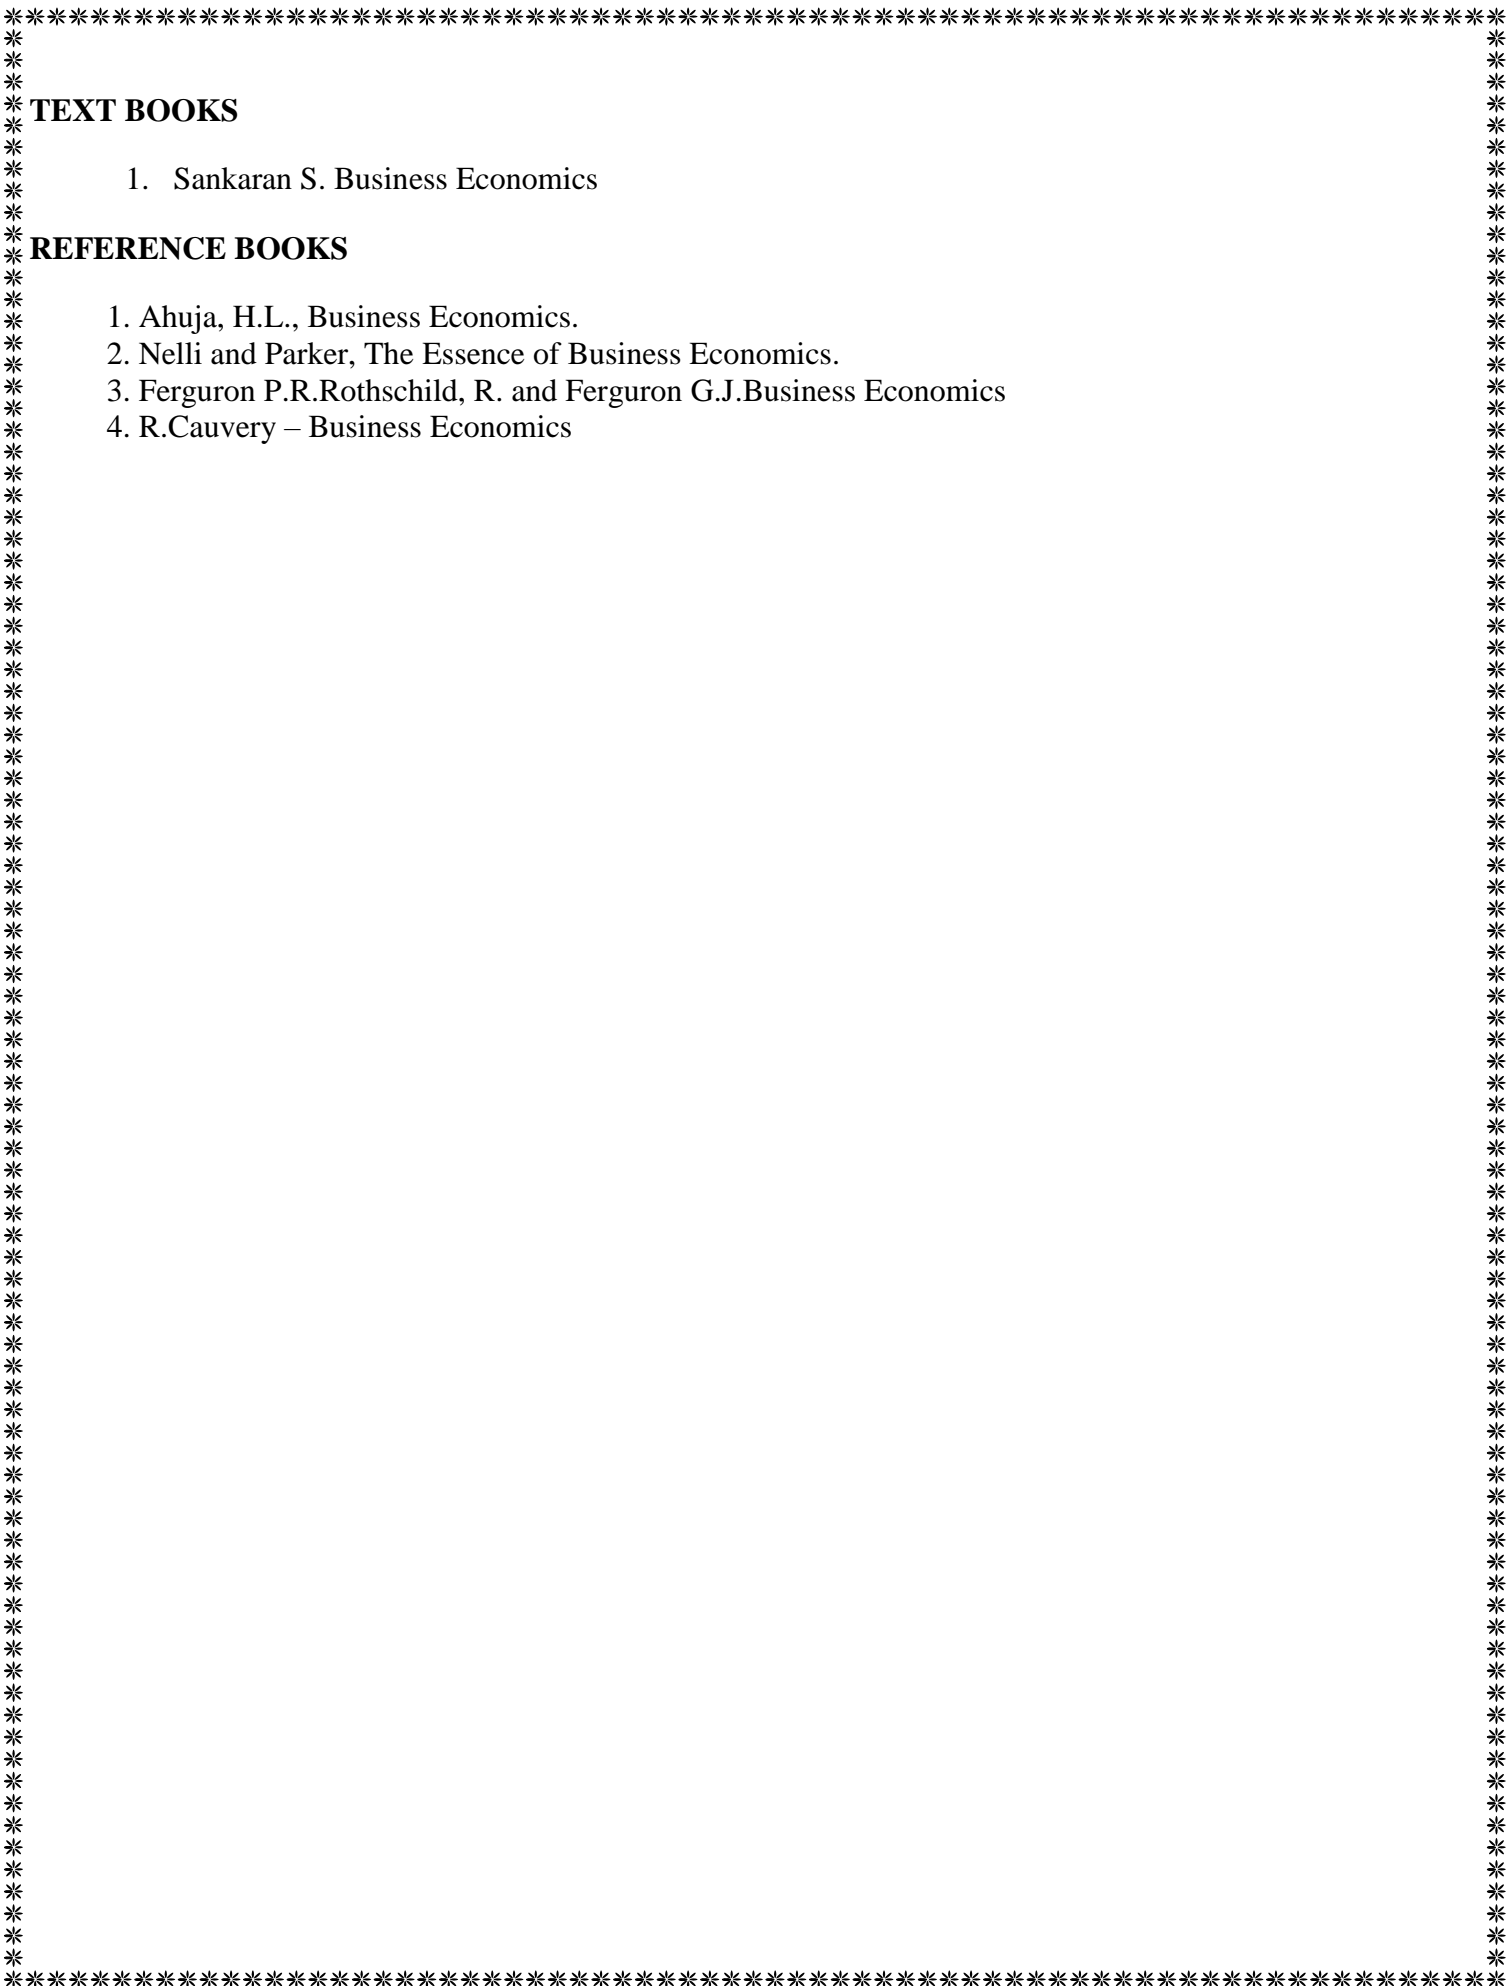 TEXT BOOKS
1. Sankaran S. Business Economics
REFERENCE BOOKS
1. Ahuja, H.L., Business Economics.
2. Nelli and Parker, The Essence of Business Economics.
3. Ferguron P.R.Rothschild, R. and Ferguron G.J.Business Economics
4. R.Cauvery – Business Economics